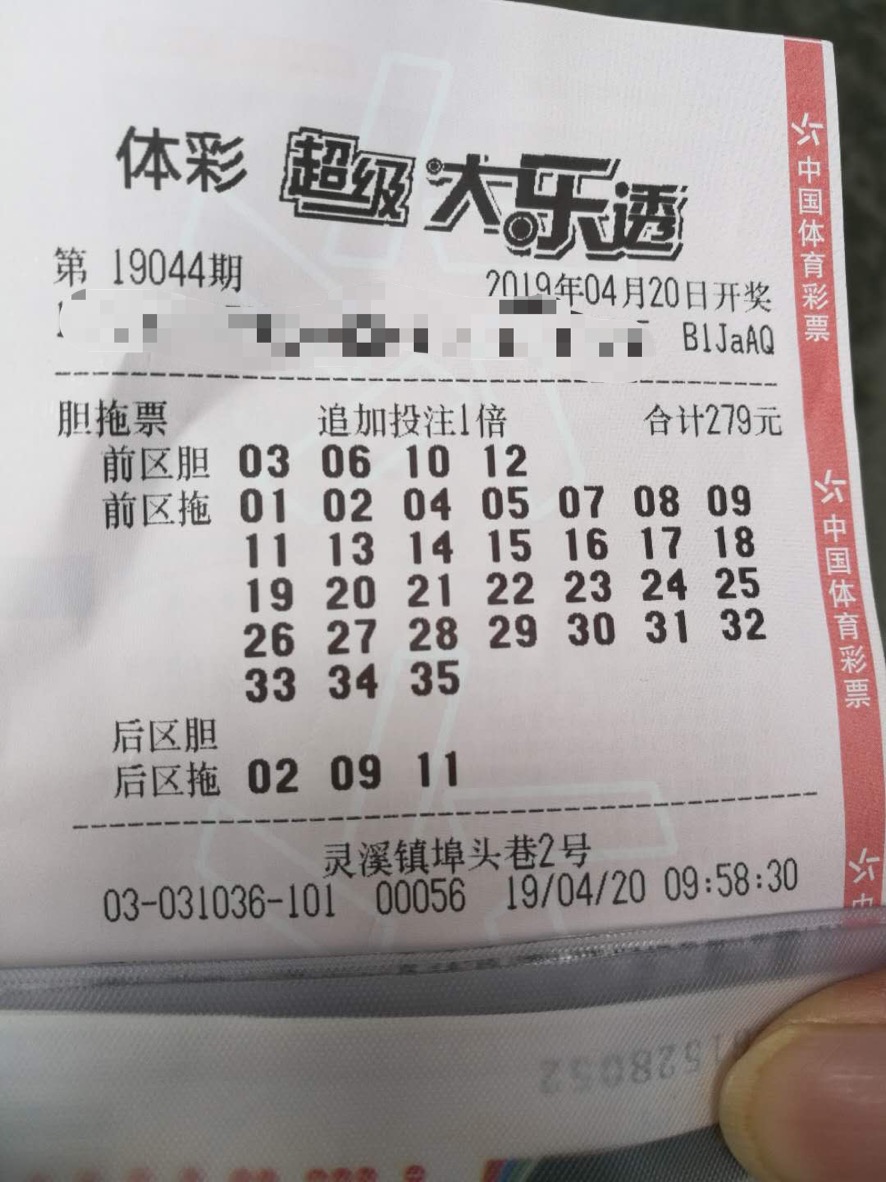 体彩 超级大乐透
第 19044期 2019年04月20日开奖
B1JaAQ
胆拖票 追加投注1倍 合计279元
前区胆 03 06 10 12
前区拖 01 02 04 05 07 08 09
11 13 14 15 16 17 18
19 20 21 22 23 24 25
26 27 28 29 30 31 32
33 34 35
后区胆
后区拖 02 09 11
灵溪镇埠头巷2号
03-031036-101 00056 19/04/20 09:58:30
中国体育彩票
中国体育彩票
中